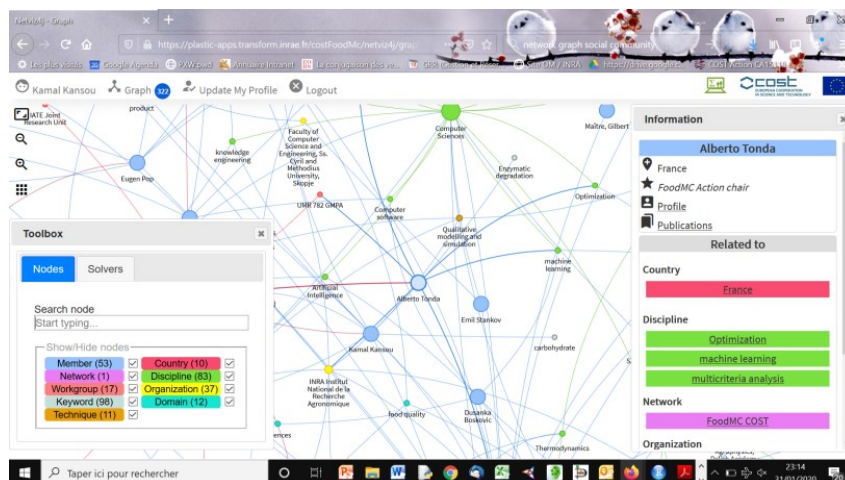 Netviz4j - Graph
https://plastic-apps.transform.inrae.fr/costFoodMc/netviz4j/grap
network graph social community
Les plus visités
Google Agenda
Annuaire Intranet
La conjugaison des ve...
Kamal Kansou
Graph 322
Update My Profile
Logout
cost
EUROPEAN COOPERATION
IN SCIENCE AND TECHNOLOGY
IATE Joint
Research Unit
product
Eugen Pop
knowledge
engineering
Faculty of
Computer
Science and
Engineering, Ss.
Cyril and
Methodius
University,
Skopje
UMR 782 GMPA
Computer
Sciences
Maître, Gilbert
Enzymatic
degradation
Optimization
Computer
software
Qualitative
modelling and
simulation
machine
learning
Artificial
Intelligence
Alberto Tonda
Emil Stankov
Kamal Kansou
carbohydrate
INRA Institut
National de la
Recherche
Agronomique
food quality
Dusanka
Boskovic
Thermodynamics
ences
Toolbox
Nodes
Solvers
Search node
Start typing...
Show/Hide nodes
Member (53)
Country (10)
Network (1)
Discipline (83)
Workgroup (17)
Organization (37)
Keyword (98)
Domain (12)
Technique (11)
Information
Alberto Tonda
France
FoodMC Action chair
Profile
Publications
Related to
Country
France
Discipline
Optimization
machine learning
multicriteria analysis
Network
FoodMC COST
Organization
Taper ici pour rechercher
23:14
31/01/2020